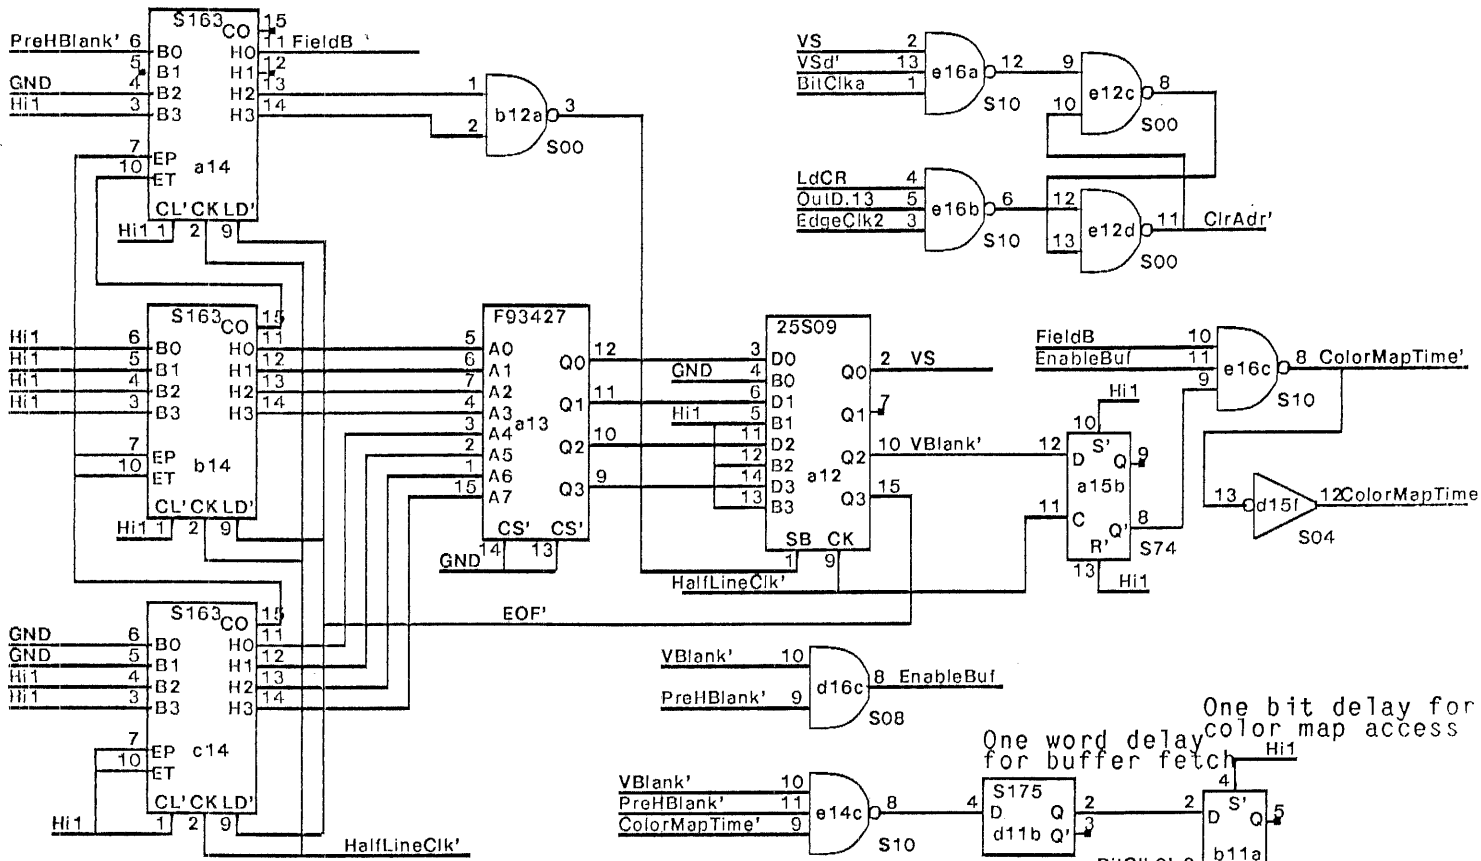 S163
CO 15
PreHBlank' 6 B0 H0 11 FieldB
5 B1 H1 12
GND 4 B2 H2 13
Hi1 3 B3 H3 14
7 EP
10 ET
a14
CL' CK LD'
Hi1 1 2 9
1
2
b12a
3
S00
VS 2
VSd' 13
BitClka 1
e16a
12
S10
9
10
e12c
8
S00
LdCR 4
OutD.13 5
EdgeClk2 3
e16b
6
S10
12
13
e12d
11 ClrAdr'
S00
S163
CO 15
Hi1 6 B0 H0 11
Hi1 5 B1 H1 12
Hi1 4 B2 H2 13
Hi1 3 B3 H3 14
7 EP
10 ET
b14
CL' CK LD'
Hi1 1 2 9
F93427
5 A0
6 A1
7 A2
4 A3
3 A4
2 A5
1 A6
15 A7
a13
Q0 12
Q1 11
Q2 10
Q3 9
CS' CS'
14 13
GND
25S09
3 D0
GND 4 B0
6 D1
Hi1 5 B1
11 D2
12 B2
14 D3
13 B3
a12
Q0 2 VS
Q1 7
Q2 10 VBlank'
Q3 15
SB CK
1 9
HalfLineClk'
EOF'
FieldB 10
EnableBuf 11
9
e16c
8 ColorMapTime'
S10
Hi1
10
S'
12 D Q 9
a15b
11 C Q' 8
R'
S74
13
Hi1
13
d15f
12 ColorMapTime
S04
S163
CO 15
GND 6 B0 H0 11
GND 5 B1 H1 12
Hi1 4 B2 H2 13
Hi1 3 B3 H3 14
7 EP
10 ET
c14
CL' CK LD'
Hi1 1 2 9
HalfLineClk'
VBlank' 10
PreHBlank' 9
d16c
8 EnableBuf
S08
VBlank' 10
PreHBlank' 11
ColorMapTime' 9
e14c
8
S10
One word delay
for buffer fetch
S175
4 D Q 2
d11b Q' 3
One bit delay for
color map access
Hi1
4
S'
2 D Q 5
b11a